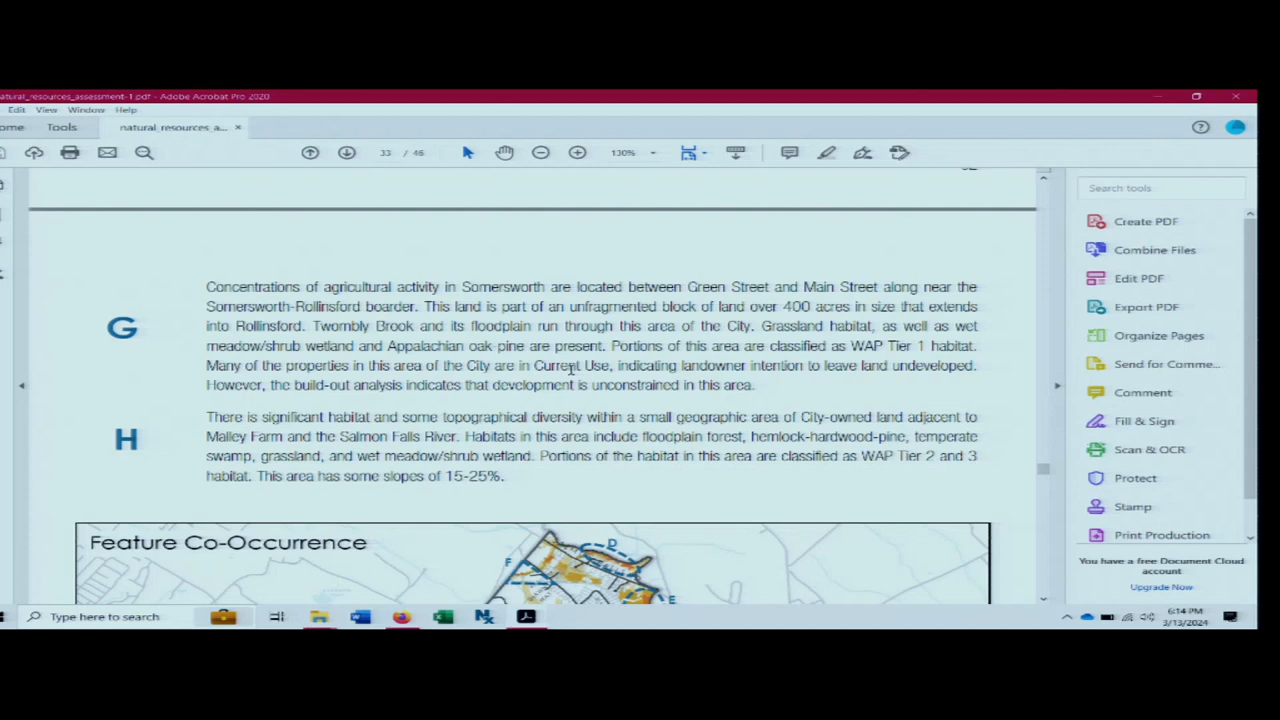 atural_resources_assessment-1.pdf - Adobe Acrobat Pro 2020
Edit View Window Help
ome Tools natural_resources_a... ×
33 / 46 130%
Search tools
Create PDF
Combine Files
Edit PDF
Export PDF
Organize Pages
Send for Comme...
Comment
Fill & Sign
Scan & OCR
Protect
Stamp
Print Production
You have a free Document Cloud
account
Upgrade Now
G
Concentrations of agricultural activity in Somersworth are located between Green Street and Main Street along near the
Somersworth-Rollinsford boarder. This land is part of an unfragmented block of land over 400 acres in size that extends
into Rollinsford. Twombly Brook and its floodplain run through this area of the City. Grassland habitat, as well as wet
meadow/shrub wetland and Appalachian oak-pine are present. Portions of this area are classified as WAP Tier 1 habitat.
Many of the properties in this area of the City are in Current Use, indicating landowner intention to leave land undeveloped.
However, the build-out analysis indicates that development is unconstrained in this area.
H
There is significant habitat and some topographical diversity within a small geographic area of City-owned land adjacent to
Malley Farm and the Salmon Falls River. Habitats in this area include floodplain forest, hemlock-hardwood-pine, temperate
swamp, grassland, and wet meadow/shrub wetland. Portions of the habitat in this area are classified as WAP Tier 2 and 3
habitat. This area has some slopes of 15-25%.
Feature Co-Occurrence
D
F
E
Type here to search
6:14 PM
3/13/2024